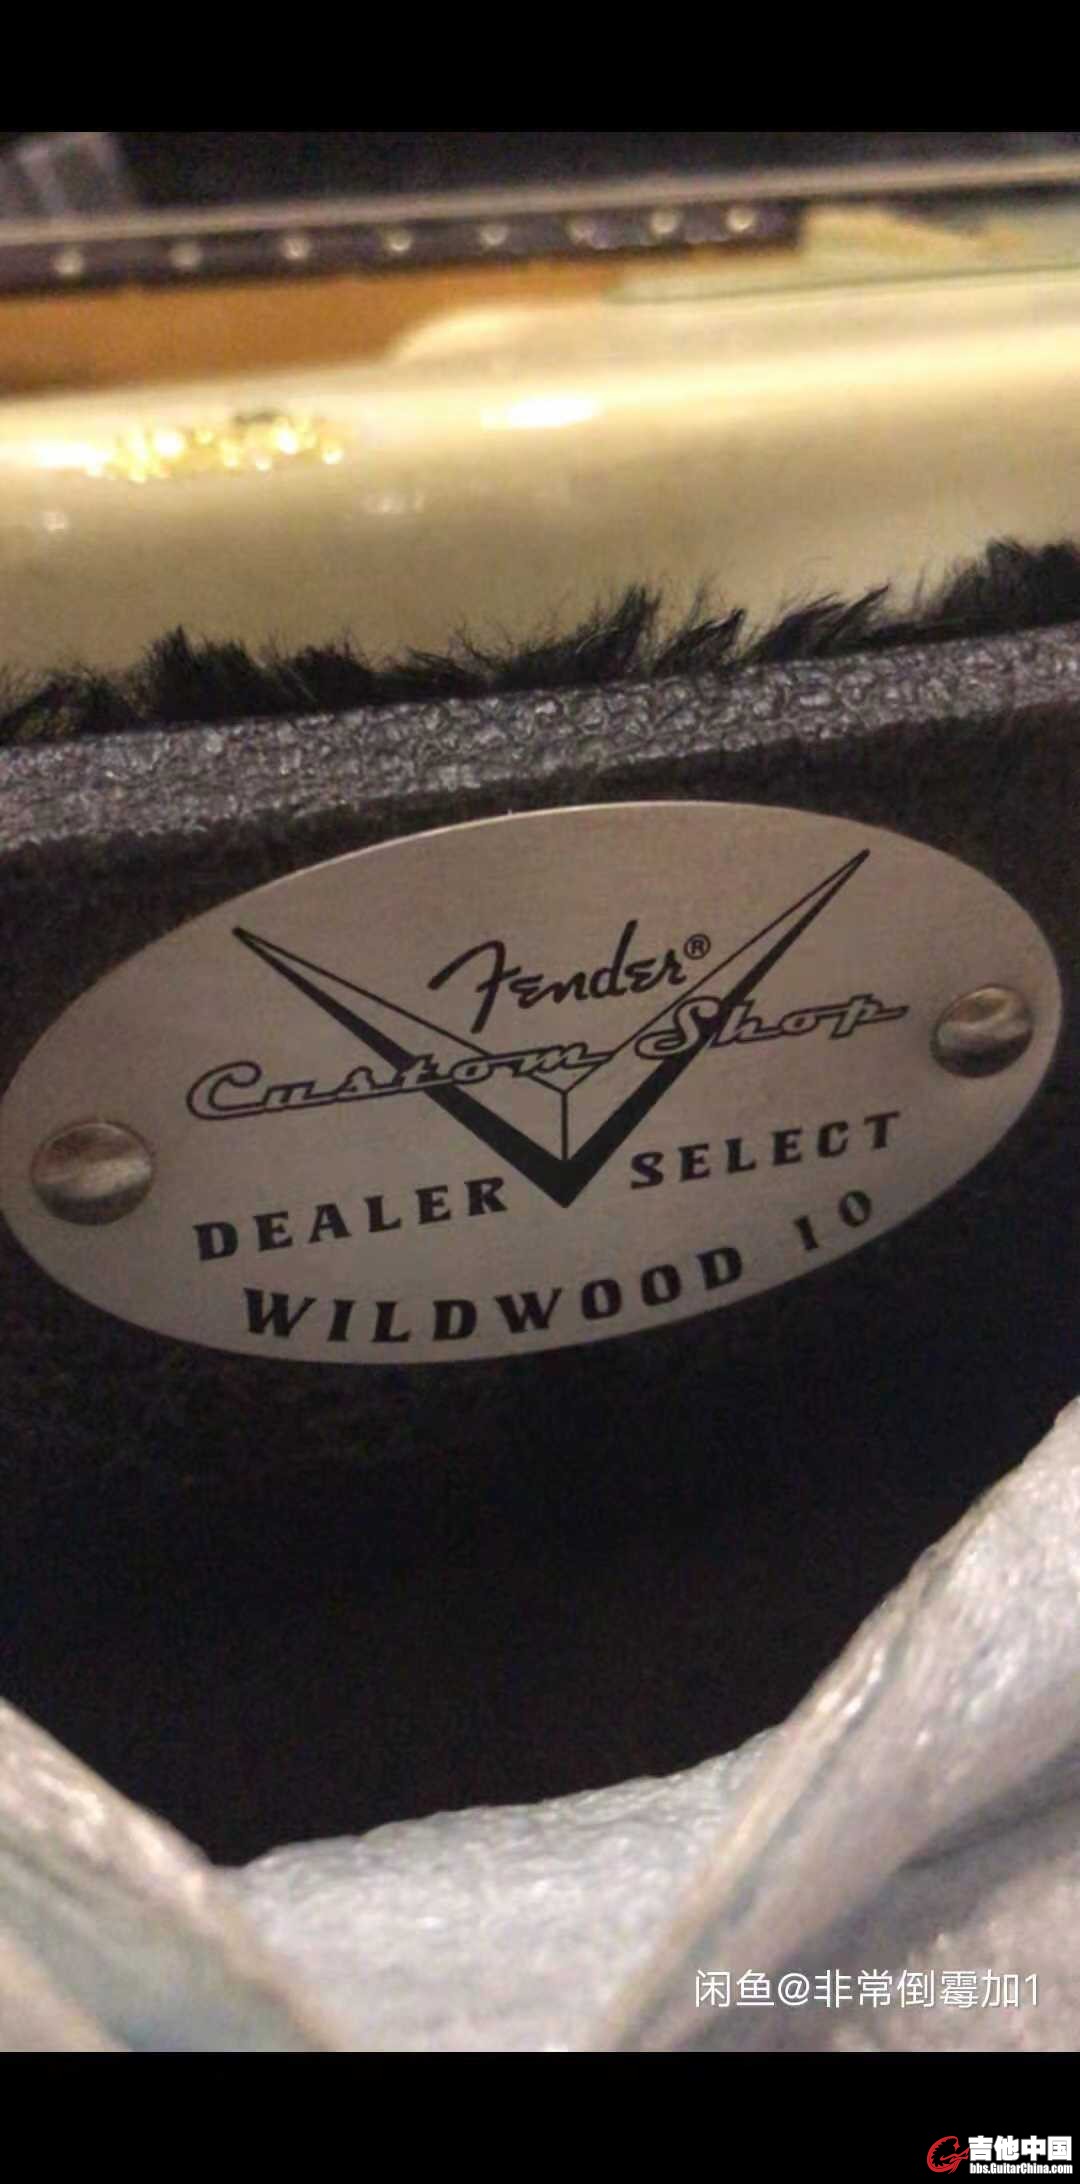 Fender®
Custom Shop
DEALER SELECT
WILDWOOD 10
闲鱼@非常倒霉加1
吉他中国
bbs.GuitarChina.com